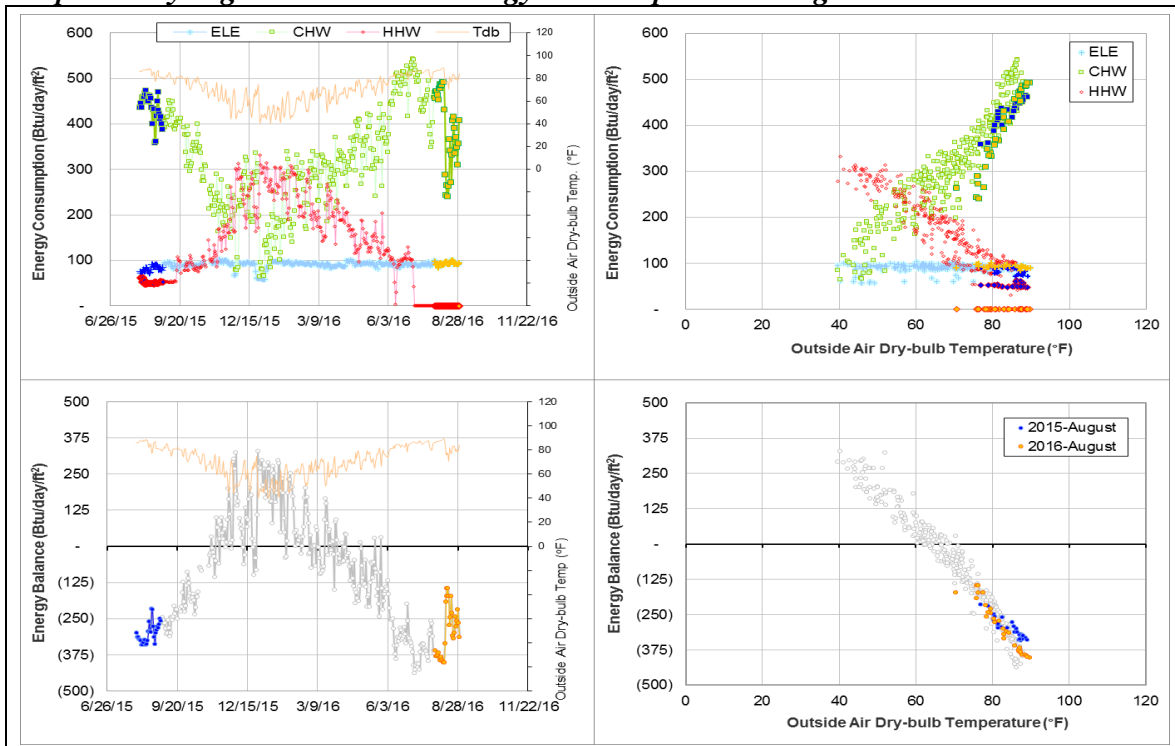 ELE CHW HHW Tdb
Energy Consumption (Btu/day/ft²)
600
500
400
300
200
100
-
120
100
80
60
40
20
0
Outside Air Dry-bulb Temp. (°F)
6/26/15 9/20/15 12/15/15 3/9/16 6/3/16 8/28/16 11/22/16
ELE
CHW
HHW
Energy Consumption (Btu/day/ft²)
600
500
400
300
200
100
-
0 20 40 60 80 100 120
Outside Air Dry-bulb Temperature (°F)
Energy Balance (Btu/day/ft²)
500
375
250
125
-
(125)
(250)
(375)
(500)
120
100
80
60
40
20
0
Outside Air Dry-bulb Temp (°F)
6/26/15 9/20/15 12/15/15 3/9/16 6/3/16 8/28/16 11/22/16
2015-August
2016-August
Energy Balance (Btu/day/ft²)
500
375
250
125
-
(125)
(250)
(375)
(500)
0 20 40 60 80 100 120
Outside Air Dry-bulb Temperature (°F)